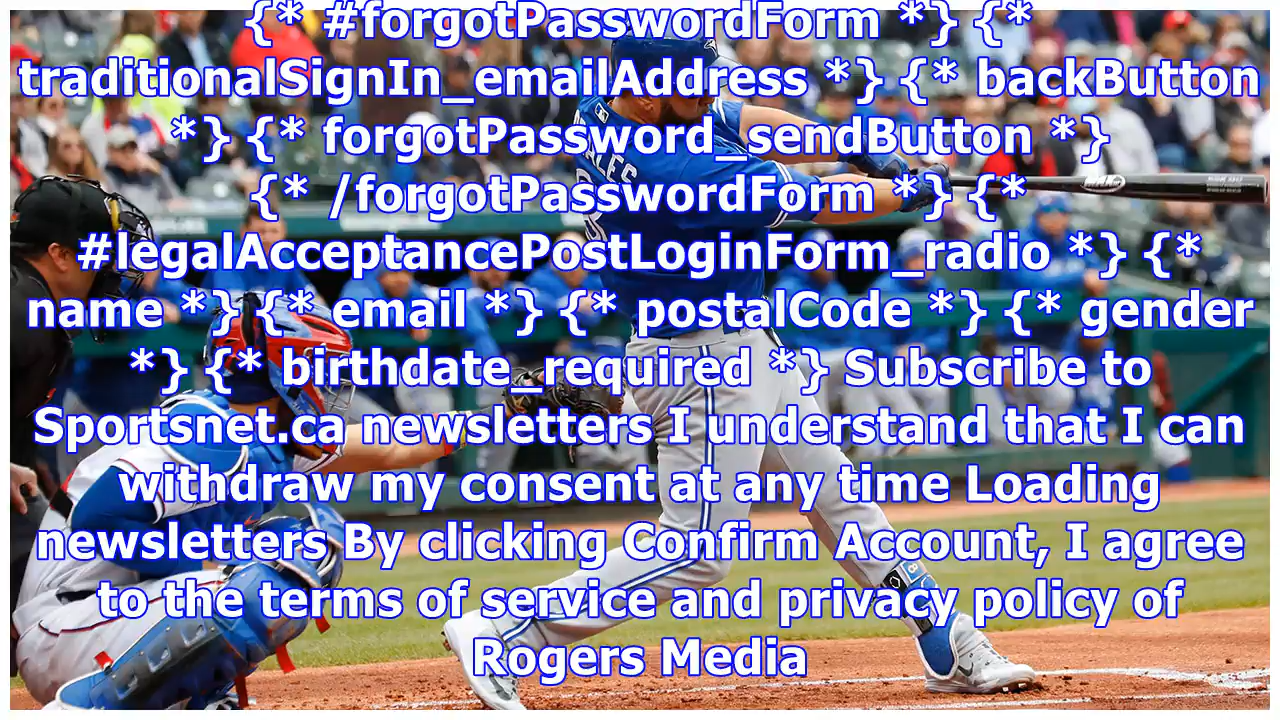 {* #forgotPasswordForm *} {*
traditionalSignIn_emailAddress *} {* backButton
*} {* forgotPassword_sendButton *}
{* /forgotPasswordForm *} {*
#legalAcceptancePostLoginForm_radio *} {*
name *} {* email *} {* postalCode *} {* gender
*} {* birthdate_required *} Subscribe to
Sportsnet.ca newsletters I understand that I can
withdraw my consent at any time Loading
newsletters By clicking Confirm Account, I agree
to the terms of service and privacy policy of
Rogers Media